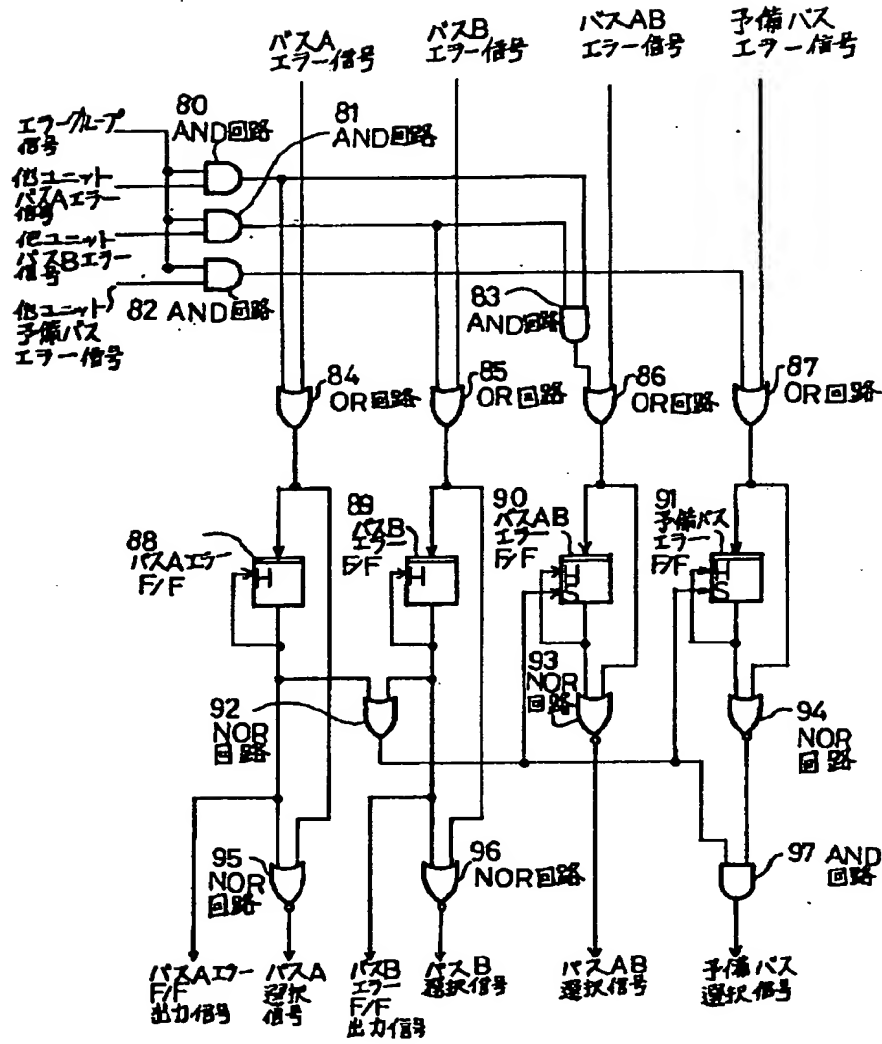 バスA
エラー信号
バスB
エラー信号
バスAB
エラー信号
予備バス
エラー信号
エラーグループ
信号
80
AND回路
81
AND回路
他ユニット
バスAエラー
信号
他ユニット
バスBエラー
信号
他ユニット
予備バス
エラー信号
82 AND回路
83
AND回路
84
OR回路
85
OR回路
86
OR回路
87
OR回路
88
バスAエラー
F/F
H
89
バスB
エラー
F/F
H
90
バスAB
エラー
F/F
H
S
91
予備バス
エラー
F/F
H
S
92
NOR
回路
93
NOR
回路
94
NOR
回路
95
NOR
回路
96
NOR回路
97 AND
回路
バスAエラー
F/F
出力信号
バスA
選択
信号
バスB
エラー
F/F
出力信号
バスB
選択信号
バスAB
選択信号
予備バス
選択信号